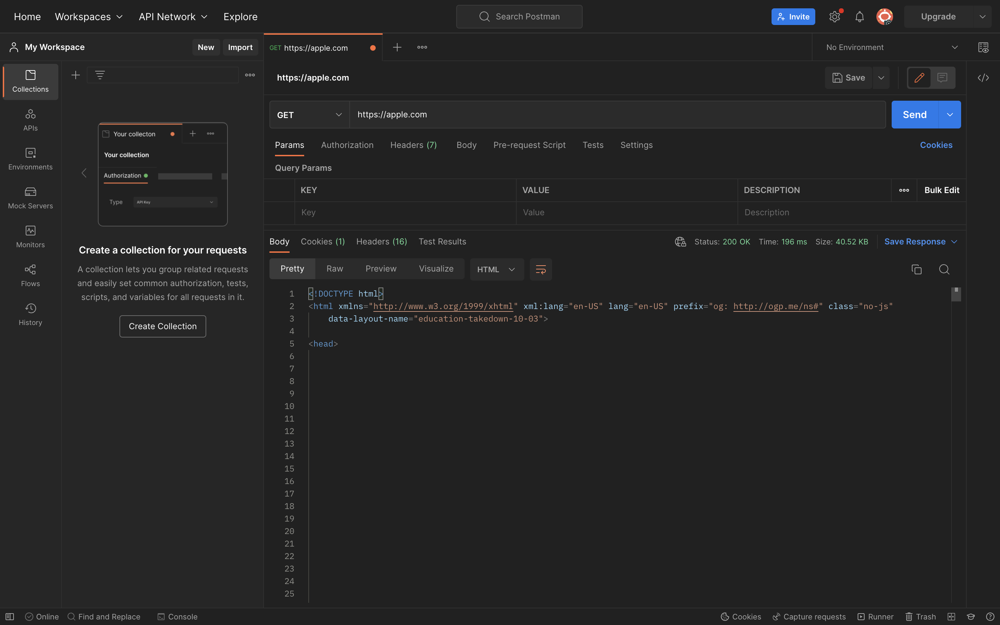 Home Workspaces API Network Explore Search Postman Invite Upgrade
My Workspace New Import GET https://apple.com No Environment
Collections
APIs
Environments
Mock Servers
Monitors
Flows
History
Your collecton
Your collection
Authorization
Type API Key
Create a collection for your requests
A collection lets you group related requests
and easily set common authorization, tests,
scripts, and variables for all requests in it.
Create Collection
https://apple.com Save
GET https://apple.com Send
Params Authorization Headers (7) Body Pre-request Script Tests Settings Cookies
Query Params
KEY VALUE DESCRIPTION Bulk Edit
Key Value Description
Body Cookies (1) Headers (16) Test Results Status: 200 OK Time: 196 ms Size: 40.52 KB Save Response
Pretty Raw Preview Visualize HTML
1 <!DOCTYPE html>
2 <html xmlns="http://www.w3.org/1999/xhtml" xml:lang="en-US" lang="en-US" prefix="og: http://ogp.me/ns#" class="no-js"
3 data-layout-name="education-takedown-10-03">
4
5 <head>
6
7
8
9
10
11
12
13
14
15
16
17
18
19
20
21
22
23
24
25
Online Find and Replace Console Cookies Capture requests Runner Trash